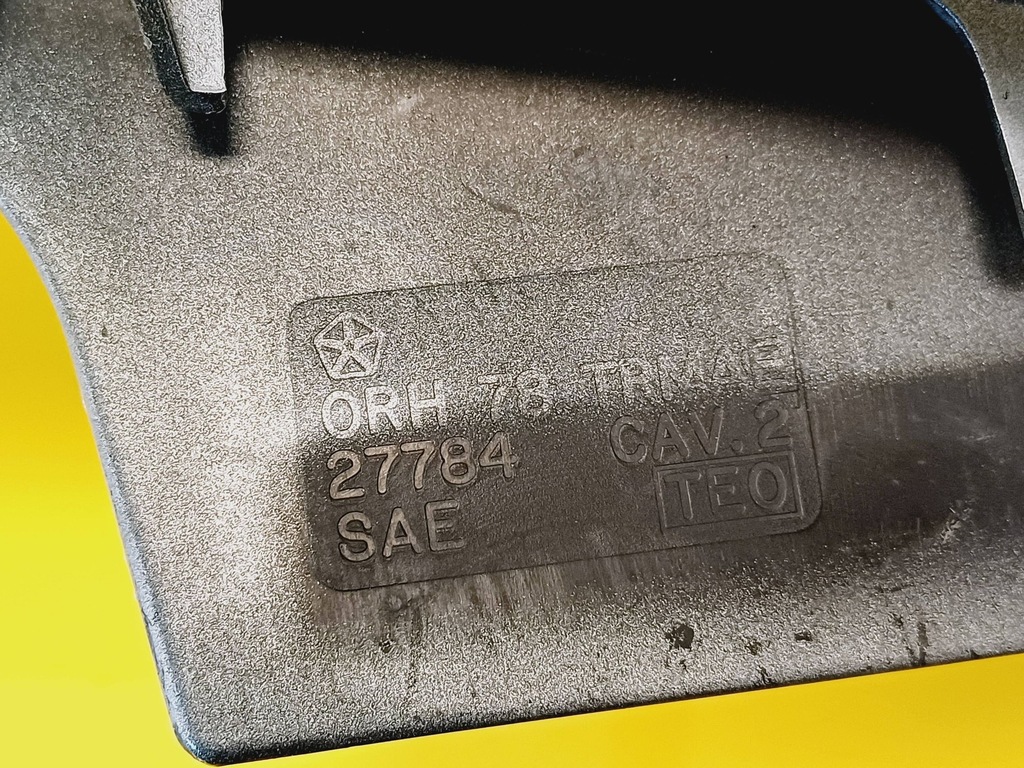 ORH 78 TRMAE
27784 CAV.2
SAE TEO